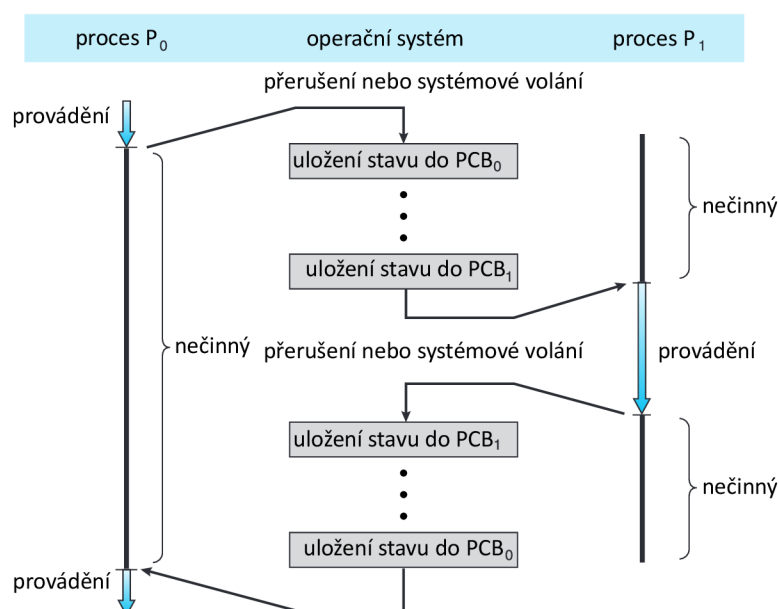 proces P₀
operační systém
proces P₁
přerušení nebo systémové volání
provádění
uložení stavu do PCB₀
nečinný
uložení stavu do PCB₁
nečinný
přerušení nebo systémové volání
provádění
uložení stavu do PCB₁
nečinný
uložení stavu do PCB₀
provádění